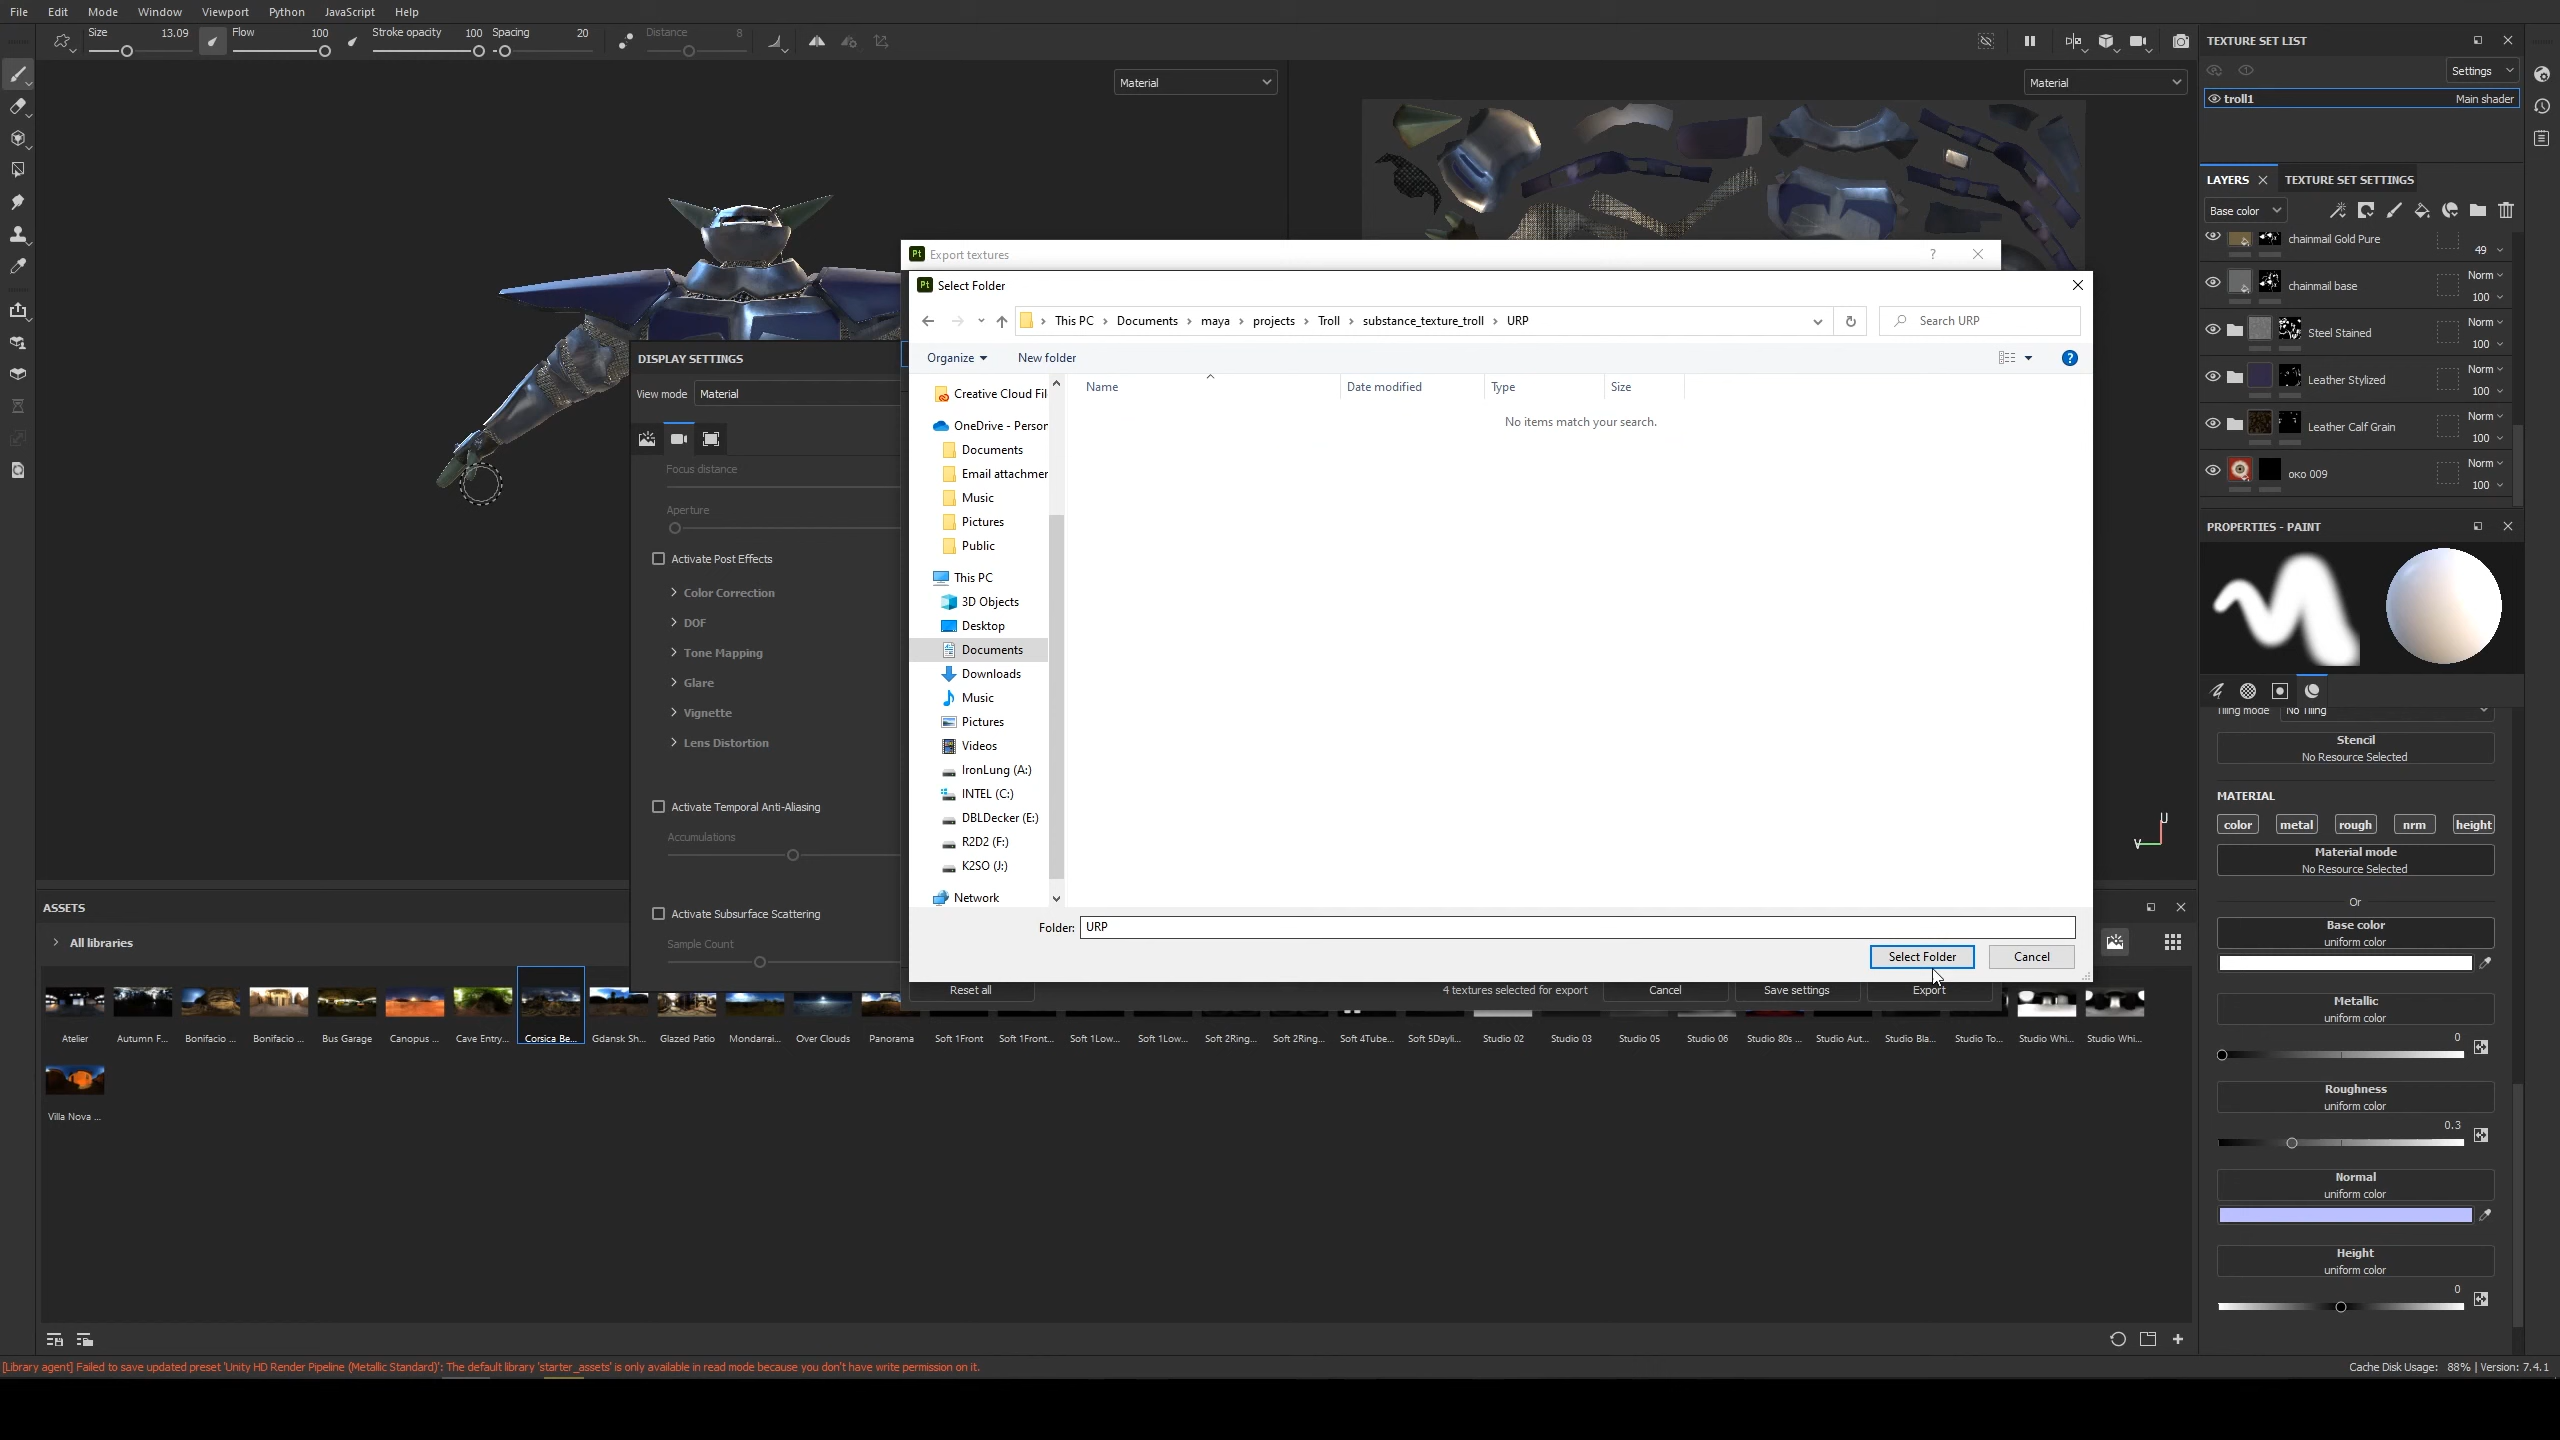 File Edit Mode Window Viewport Python JavaScript Help
Size 13.09 Flow 100 Stroke opacity 100 Spacing 20 Distance 8
Material
Material
TEXTURE SET LIST
Settings
troll1 Main shader
LAYERS TEXTURE SET SETTINGS
Base color
chainmail Gold Pure
49
chainmail base Norm
100
Steel Stained Norm
100
Leather Stylized Norm
100
Leather Calf Grain Norm
100
око 009 Norm
100
Pt Export textures ?
Pt Select Folder
This PC Documents maya projects Troll substance_texture_troll URP
Search URP
Organize New folder ?
Name Date modified Type Size
No items match your search.
Creative Cloud Fil
OneDrive - Person
Documents
Email attachmen
Music
Pictures
Public
This PC
3D Objects
Desktop
Documents
Downloads
Music
Pictures
Videos
IronLung (A:)
INTEL (C:)
DBLDecker (E:)
R2D2 (F:)
K2SO (J:)
Network
Folder: URP
Select Folder Cancel
Reset all 4 textures selected for export Cancel Save settings Export
DISPLAY SETTINGS
View mode Material
Focus distance
Aperture
Activate Post Effects
Color Correction
DOF
Tone Mapping
Glare
Vignette
Lens Distortion
Activate Temporal Anti-Aliasing
Accumulations
Activate Subsurface Scattering
Sample Count
U
V
PROPERTIES - PAINT
Tiling mode No Tiling
Stencil
No Resource Selected
MATERIAL
color metal rough nrm height
Material mode
No Resource Selected
Or
Base color
uniform color
Metallic
uniform color
0
Roughness
uniform color
0.3
Normal
uniform color
Height
uniform color
0
ASSETS
All libraries
Atelier Autumn F... Bonifacio ... Bonifacio ... Bus Garage Canopus ... Cave Entry... Corsica Be... Gdansk Sh... Glazed Patio Mondarrai... Over Clouds Panorama Soft 1Front Soft 1Front... Soft 1Low... Soft 1Low... Soft 2Ring... Soft 2Ring... Soft 4Tube... Soft 5Dayli... Studio 02 Studio 03 Studio 05 Studio 06 Studio 80s ... Studio Aut... Studio Bla... Studio To... Studio Whi... Studio Whi...
Villa Nova ...
[Library agent] Failed to save updated preset 'Unity HD Render Pipeline (Metallic Standard)': The default library 'starter_assets' is only available in read mode because you don't have write permission on it.
Cache Disk Usage: 88% | Version: 7.4.1